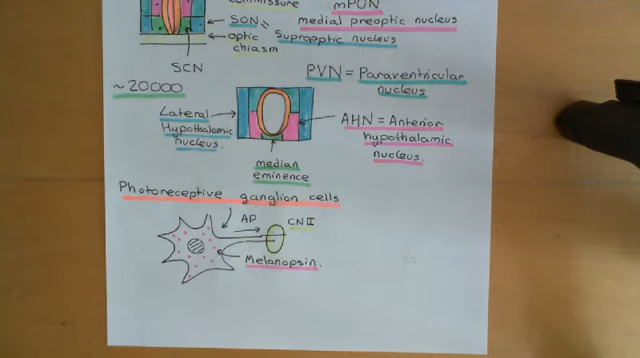 commissure
mPON
SON =
medial preoptic nucleus
optic
chiasm
Supraoptic nucleus
SCN
PVN = Paraventricular
nucleus
~20000
Lateral
Hypothalamic
nucleus.
AHN = Anterior
hypothalamic
nucleus.
median
eminence
Photoreceptive ganglion cells
AP
CN II
Melanopsin.